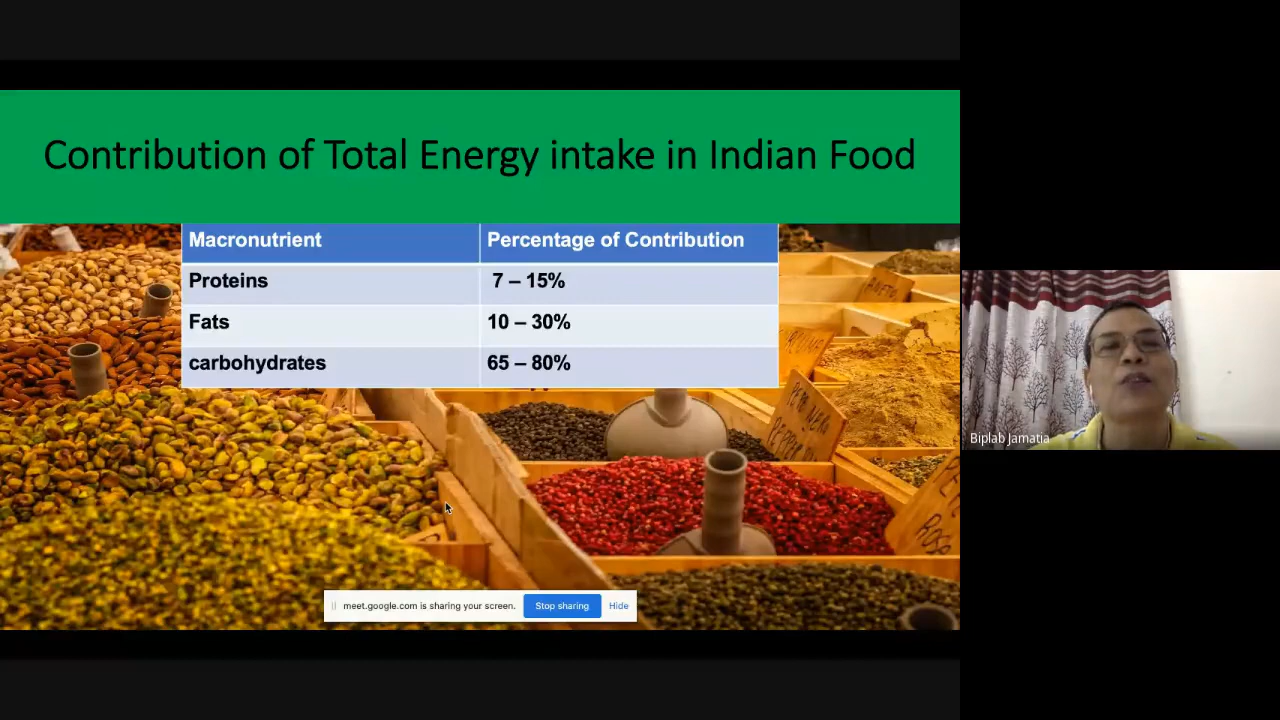 Contribution of Total Energy intake in Indian Food
Macronutrient Percentage of Contribution
Proteins 7 – 15%
Fats 10 – 30%
carbohydrates 65 – 80%
Biplab Jamatia
meet.google.com is sharing your screen. Stop sharing Hide